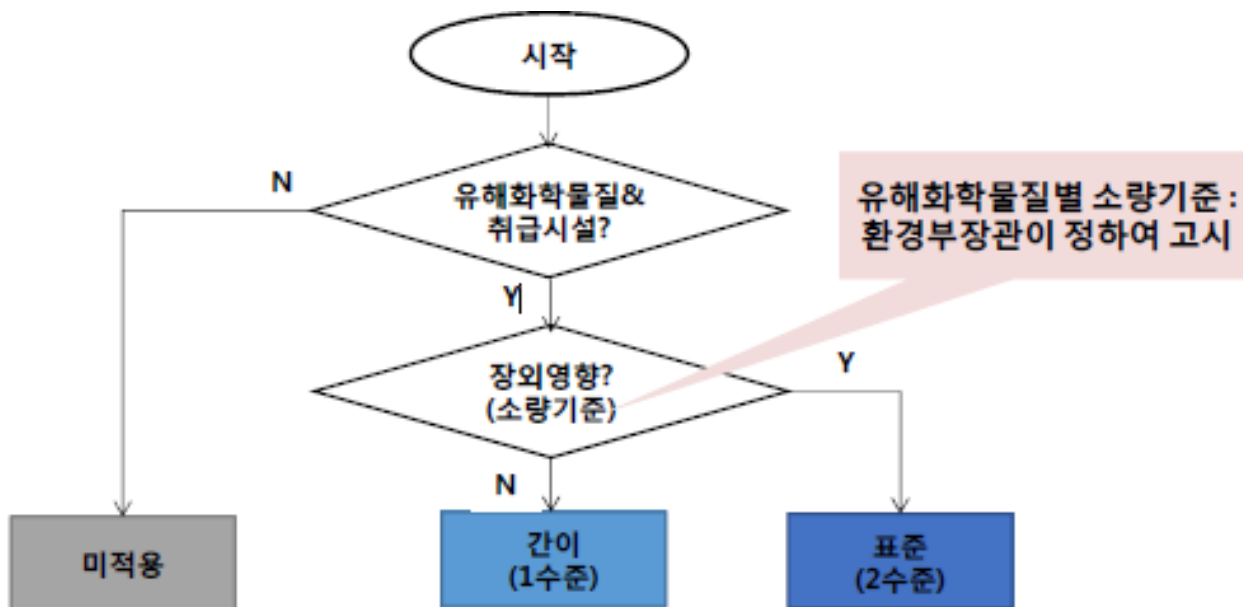 시작
N
유해화학물질&
취급시설?
유해화학물질별 소량기준 :
환경부장관이 정하여 고시
Y
장외영향?
(소량기준)
Y
N
미적용
간이
(1수준)
표준
(2수준)